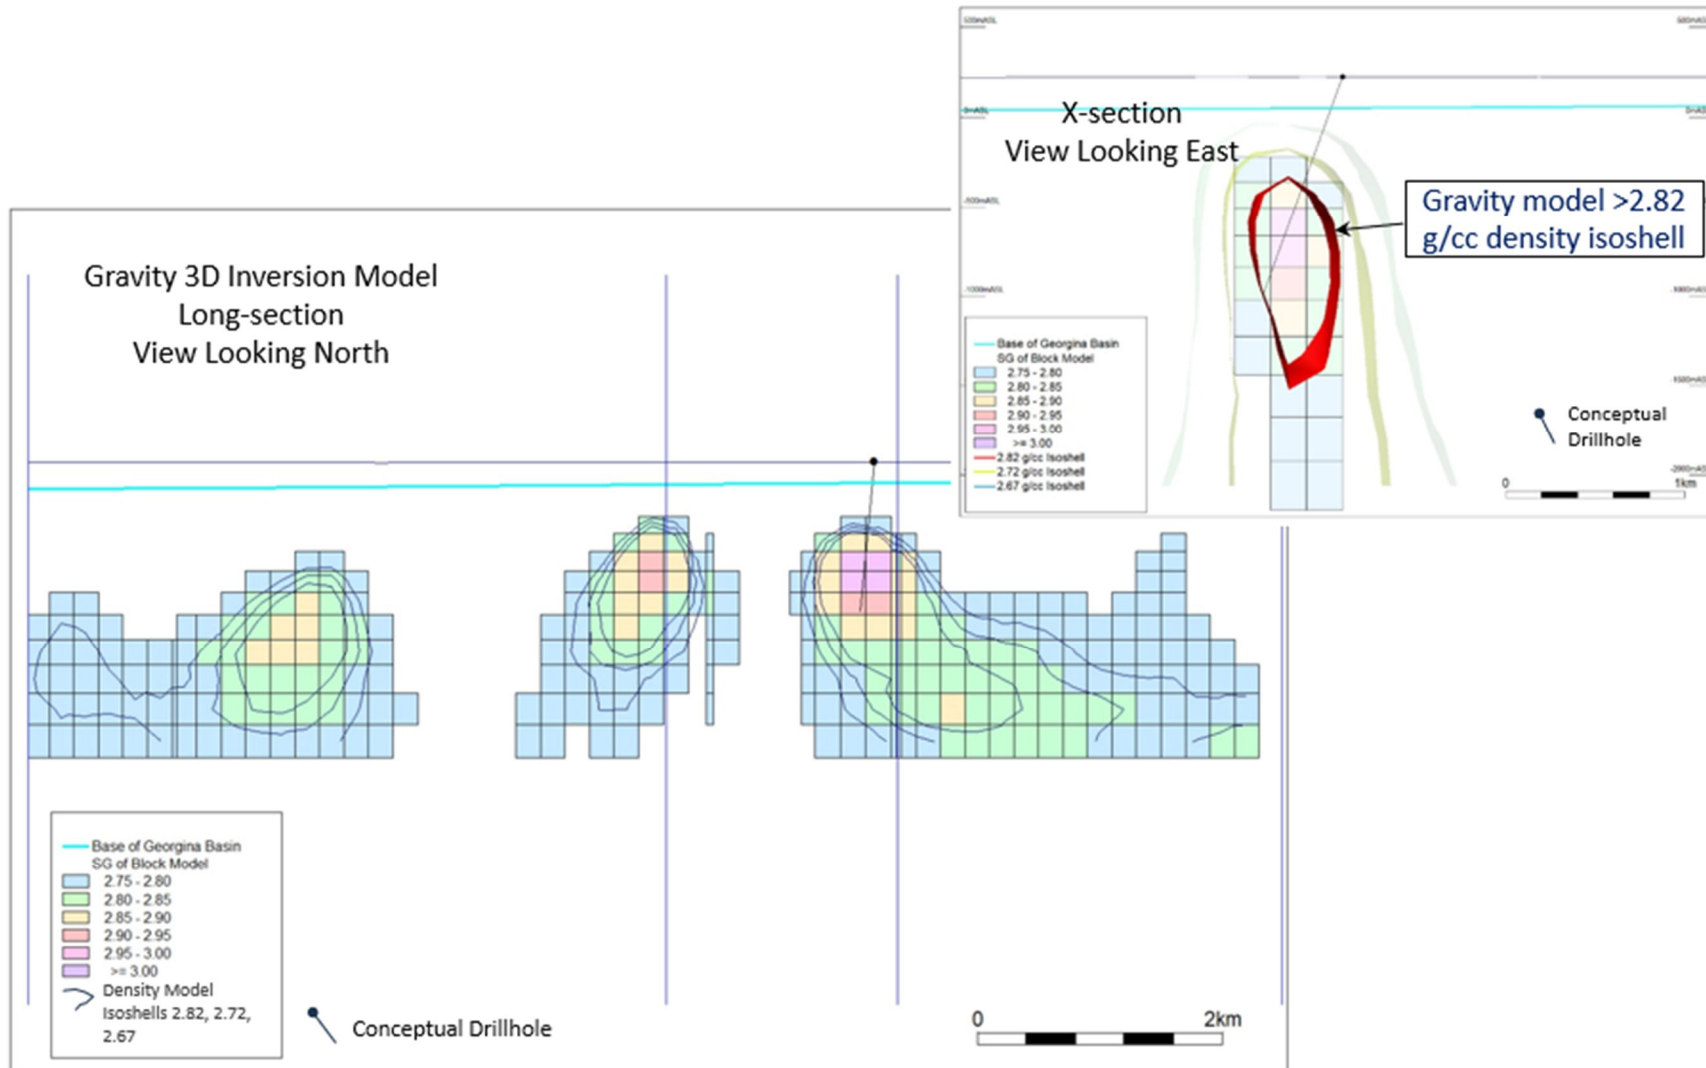 Gravity 3D Inversion Model
Long-section
View Looking North
Base of Georgina Basin
SG of Block Model
2.75 - 2.80
2.80 - 2.85
2.85 - 2.90
2.90 - 2.95
2.95 - 3.00
>= 3.00
Density Model
Isoshells 2.82, 2.72,
2.67
Conceptual Drillhole
0 2km
X-section
View Looking East
Gravity model >2.82
g/cc density isoshell
0mASL
-500mASL
-1000mASL
-1500mASL
Base of Georgina Basin
SG of Block Model
2.75 - 2.80
2.80 - 2.85
2.85 - 2.90
2.90 - 2.95
2.95 - 3.00
>= 3.00
2.82 g/cc Isoshell
2.72 g/cc Isoshell
2.67 g/cc Isoshell
Conceptual
Drillhole
0 1km